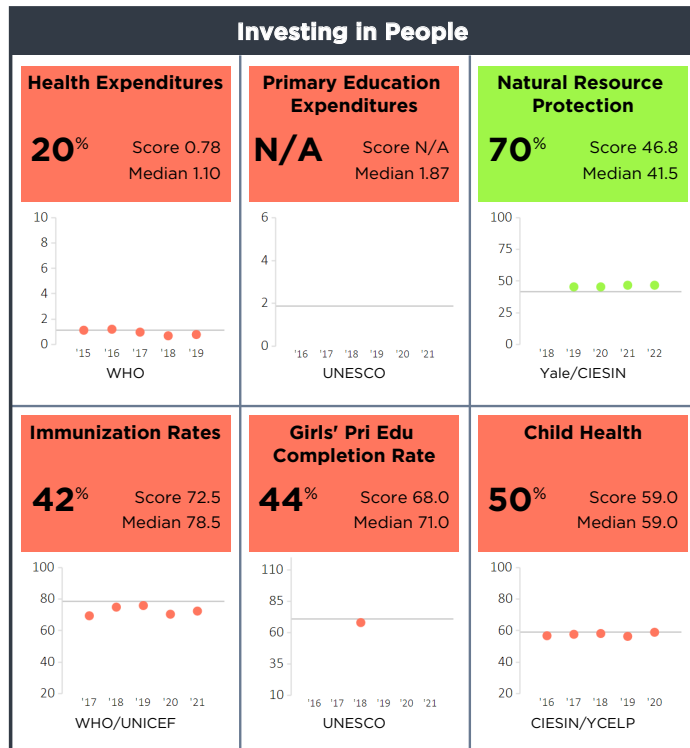 Investing in People
Health Expenditures
20%
Score 0.78
Median 1.10
10
8
6
4
2
0
'15 '16 '17 '18 '19
WHO
Primary Education
Expenditures
N/A
Score N/A
Median 1.87
6
4
2
0
'16 '17 '18 '19 '20 '21
UNESCO
Natural Resource
Protection
70%
Score 46.8
Median 41.5
100
75
50
25
0
'18 '19 '20 '21 '22
Yale/CIESIN
Immunization Rates
42%
Score 72.5
Median 78.5
100
80
60
40
20
'17 '18 '19 '20 '21
WHO/UNICEF
Girls' Pri Edu
Completion Rate
44%
Score 68.0
Median 71.0
110
85
60
35
10
'16 '17 '18 '19 '20 '21
UNESCO
Child Health
50%
Score 59.0
Median 59.0
100
80
60
40
20
'16 '17 '18 '19 '20
CIESIN/YCELP